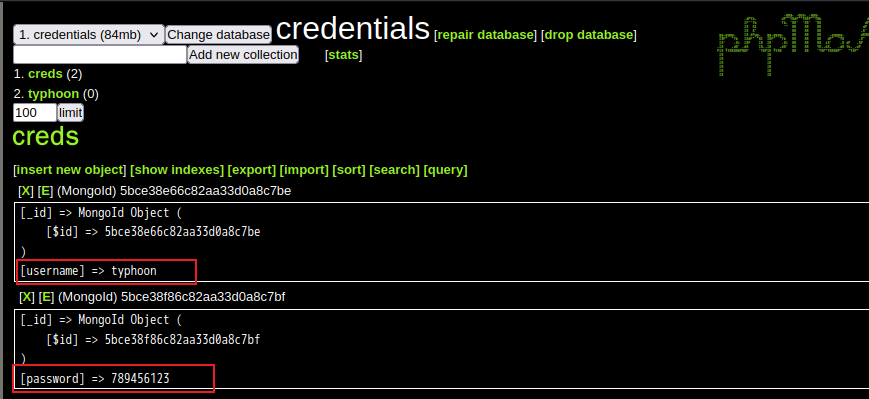 1. credentials (84mb) Change database credentials [repair database] [drop database]
Add new collection [stats]
1. creds (2)
2. typhoon (0)
100 limit
creds
[insert new object] [show indexes] [export] [import] [sort] [search] [query]
[X] [E] (MongoId) 5bce38e66c82aa33d0a8c7be
[_id] => MongoId Object (
[$id] => 5bce38e66c82aa33d0a8c7be
)
[username] => typhoon
[X] [E] (MongoId) 5bce38f86c82aa33d0a8c7bf
[_id] => MongoId Object (
[$id] => 5bce38f86c82aa33d0a8c7bf
)
[password] => 789456123